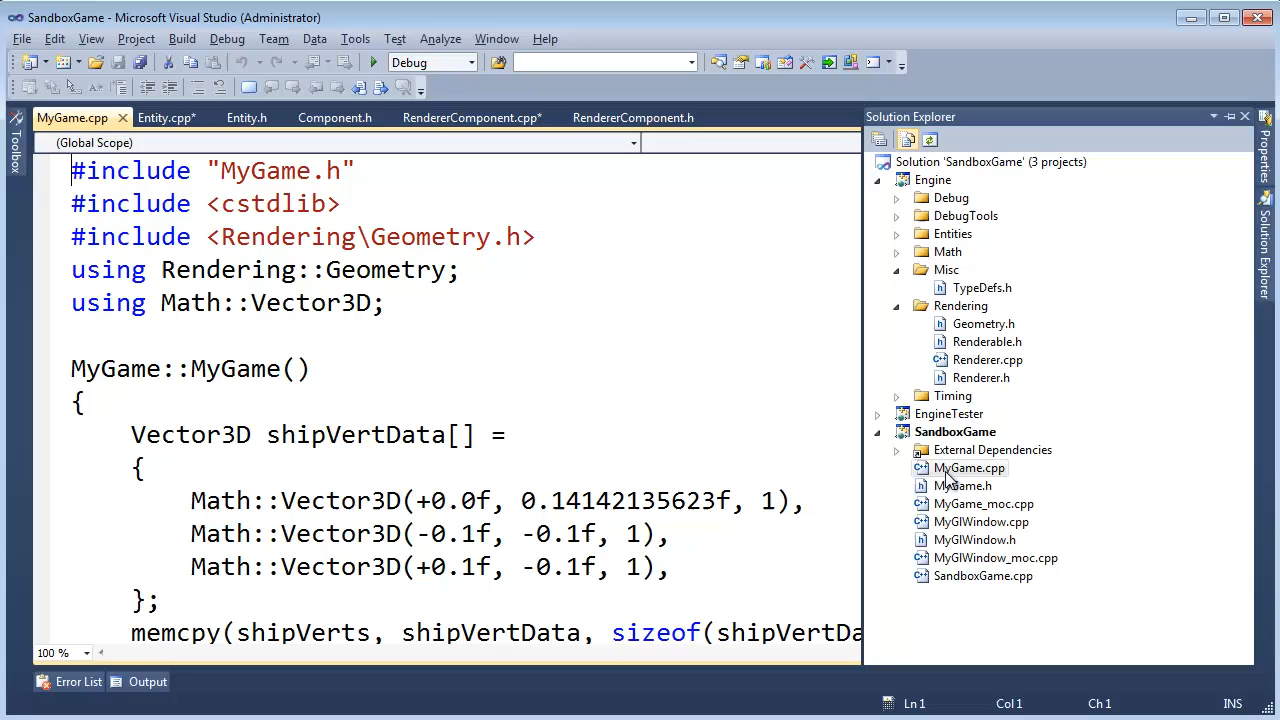 SandboxGame - Microsoft Visual Studio (Administrator)
File Edit View Project Build Debug Team Data Tools Test Analyze Window Help
Debug
MyGame.cpp Entity.cpp* Entity.h Component.h RendererComponent.cpp* RendererComponent.h
(Global Scope)
#include "MyGame.h"
#include <cstdlib>
#include <Rendering\Geometry.h>
using Rendering::Geometry;
using Math::Vector3D;
MyGame::MyGame()
{
Vector3D shipVertData[] =
{
Math::Vector3D(+0.0f, 0.14142135623f, 1),
Math::Vector3D(-0.1f, -0.1f, 1),
Math::Vector3D(+0.1f, -0.1f, 1),
};
memcpy(shipVerts, shipVertData, sizeof(shipVertDa
100 %
Toolbox
Solution Explorer
Solution 'SandboxGame' (3 projects)
Engine
Debug
DebugTools
Entities
Math
Misc
TypeDefs.h
Rendering
Geometry.h
Renderable.h
Renderer.cpp
Renderer.h
Timing
EngineTester
SandboxGame
External Dependencies
MyGame.cpp
MyGame.h
MyGame_moc.cpp
MyGlWindow.cpp
MyGlWindow.h
MyGlWindow_moc.cpp
SandboxGame.cpp
Properties
Solution Explorer
Error List Output
Ln 1 Col 1 Ch 1 INS